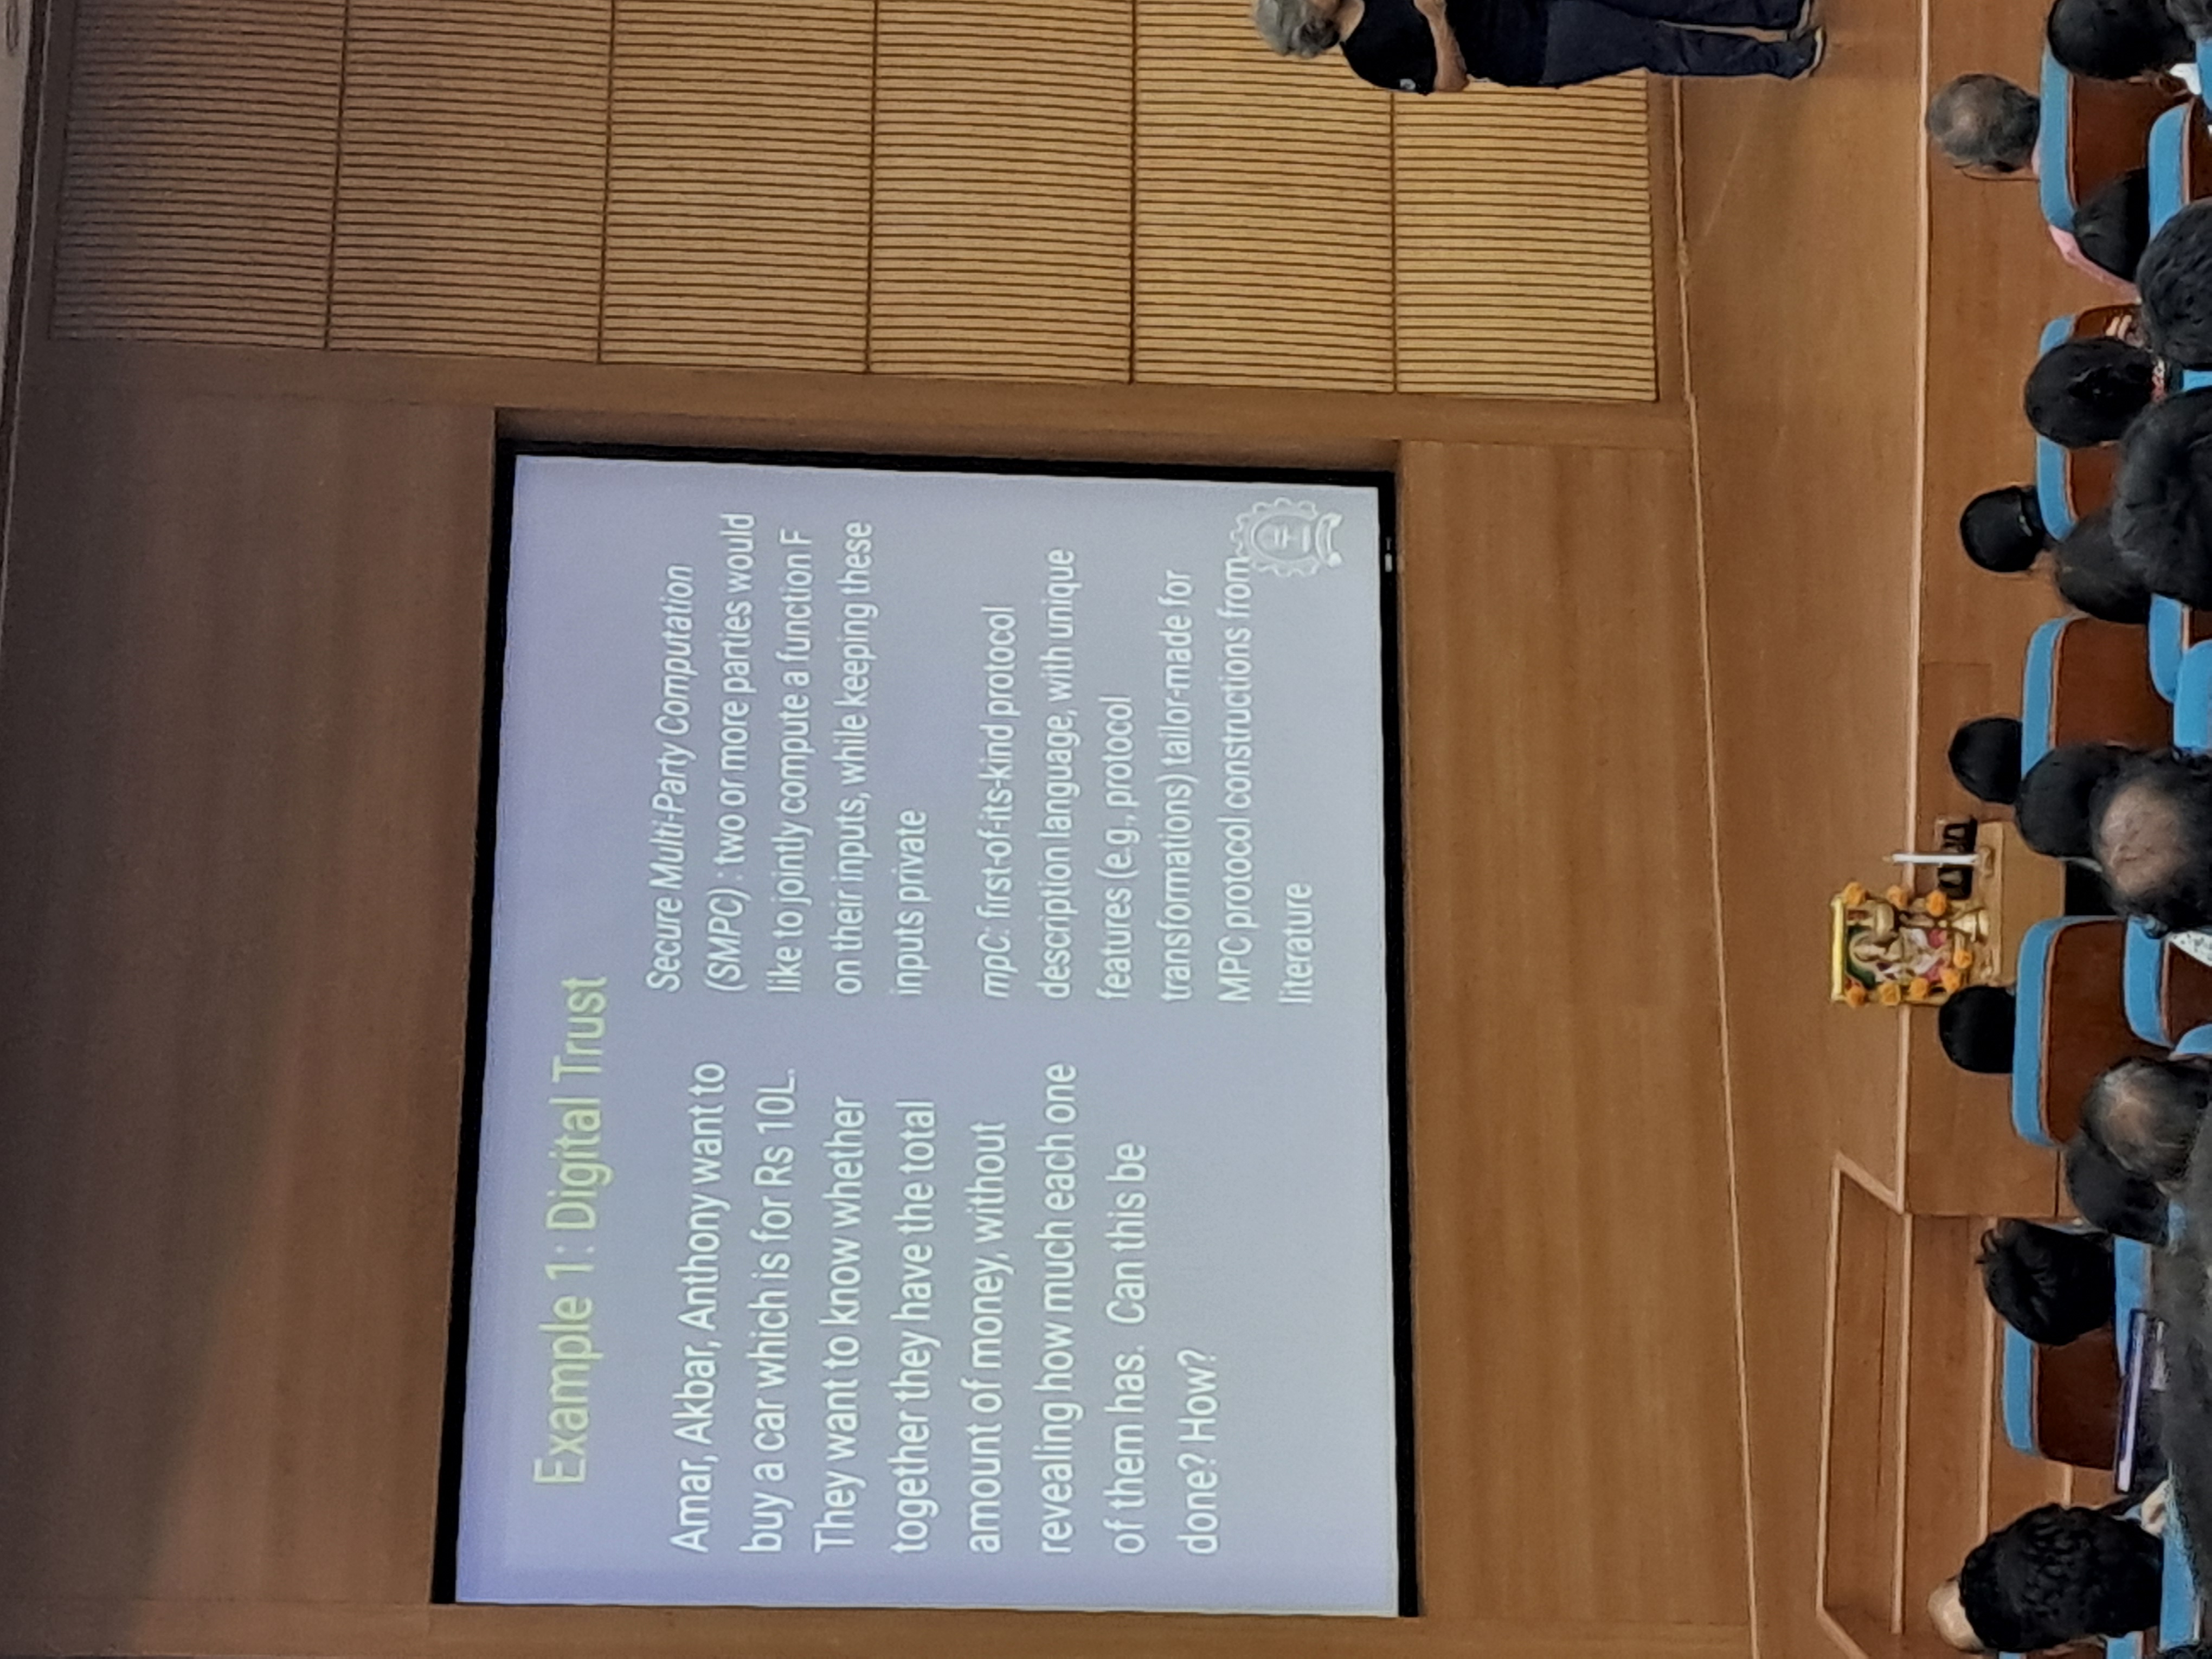 Example 1: Digital Trust
Amar, Akbar, Anthony want to
buy a car which is for Rs 10L.
They want to know whether
together they have the total
amount of money, without
revealing how much each one
of them has. Can this be
done? How?
Secure Multi-Party Computation
(SMPC) : two or more parties would
like to jointly compute a function F
on their inputs, while keeping these
inputs private
mpC: first-of-its-kind protocol
description language, with unique
features (e.g., protocol
transformations) tailor-made for
MPC protocol constructions from
literature